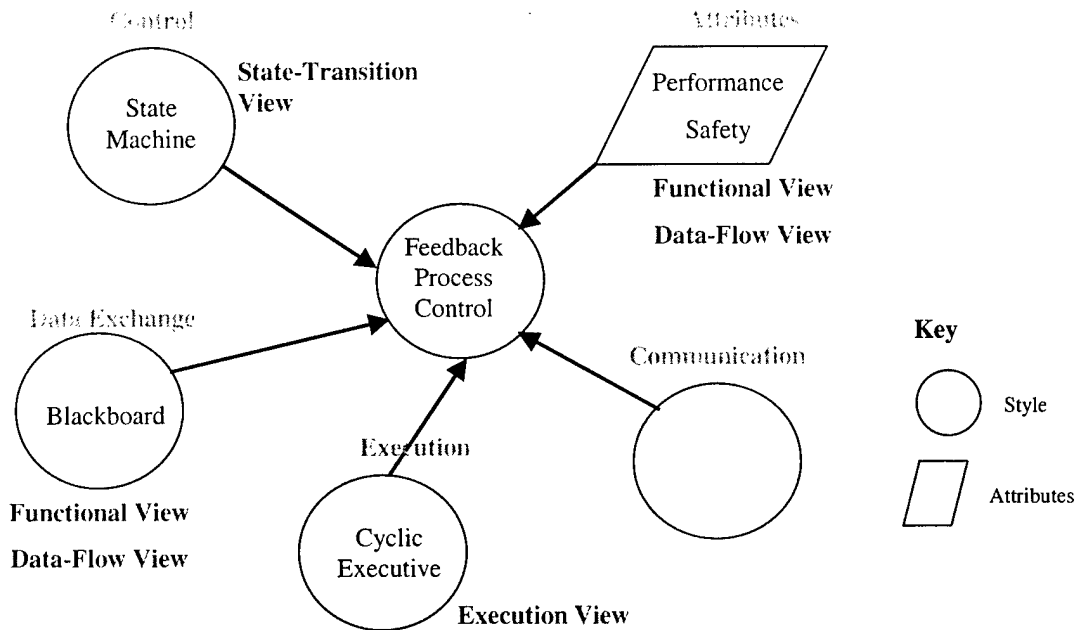 Control
Attributes
State
Machine
State-Transition
View
Performance
Safety
Functional View
Data-Flow View
Feedback
Process
Control
Data Exchange
Blackboard
Functional View
Data-Flow View
Communication
Execution
Cyclic
Executive
Execution View
Key
Style
Attributes